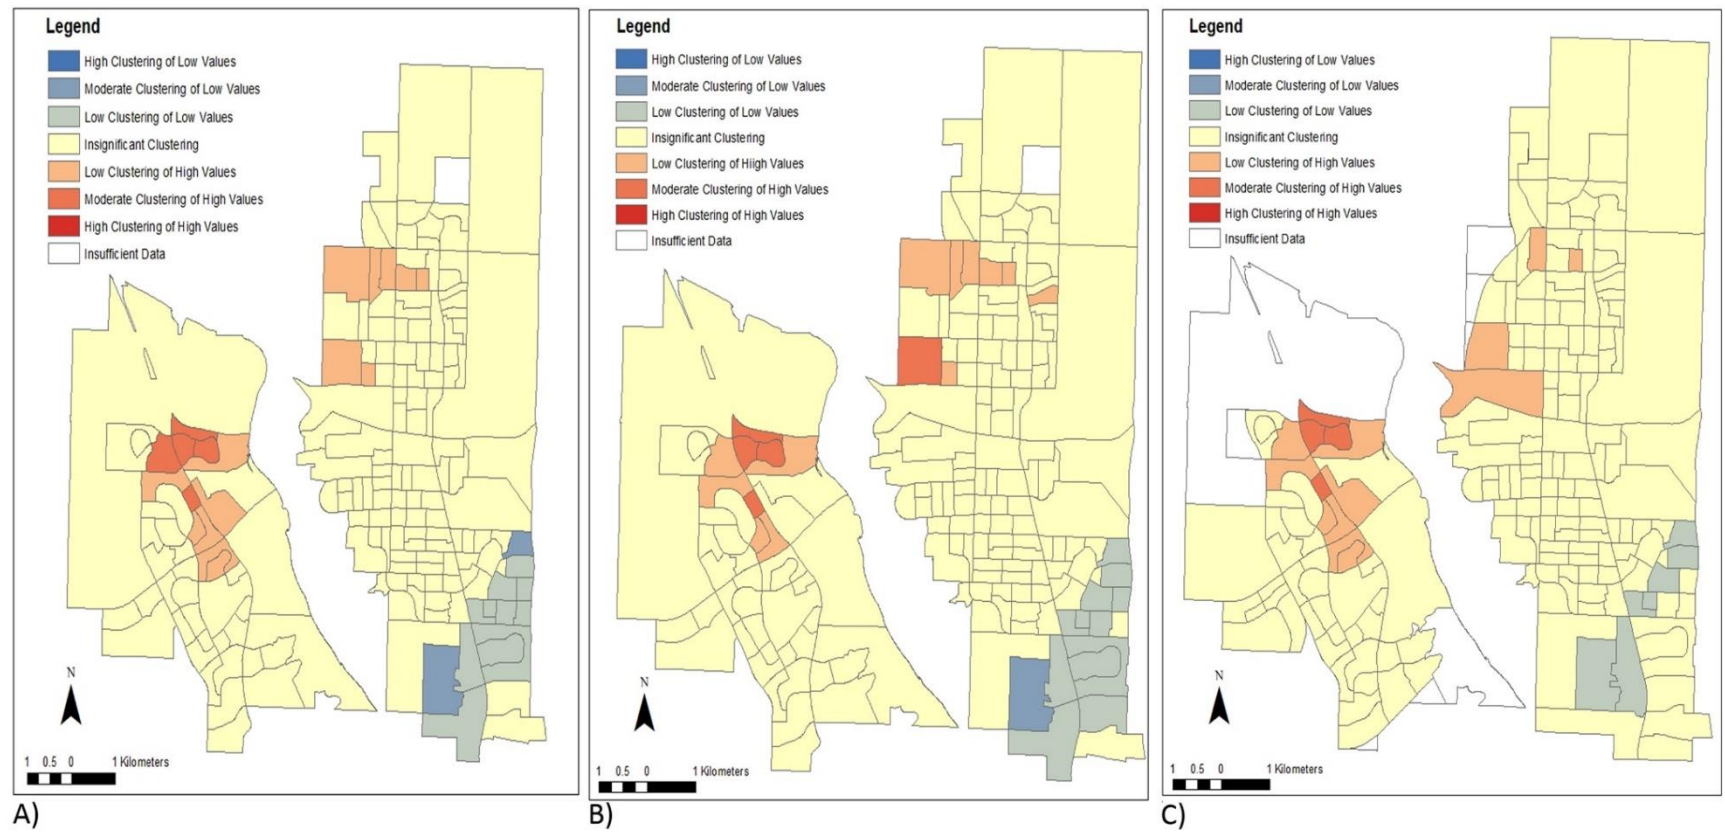 Legend
High Clustering of Low Values
Moderate Clustering of Low Values
Low Clustering of Low Values
Insignificant Clustering
Low Clustering of High Values
Moderate Clustering of High Values
High Clustering of High Values
Insufficient Data
N
1 0.5 0 1 Kilometers
A)
Legend
High Clustering of Low Values
Moderate Clustering of Low Values
Low Clustering of Low Values
Insignificant Clustering
Low Clustering of Hiigh Values
Moderate Clustering of High Values
High Clustering of High Values
Insufficient Data
N
1 0.5 0 1 Kilometers
B)
Legend
High Clustering of Low Values
Moderate Clustering of Low Values
Low Clustering of Low Values
Insignificant Clustering
Low Clustering of High Values
Moderate Clustering of High Values
High Clustering of High Values
Insufficient Data
N
1 0.5 0 1 Kilometers
C)